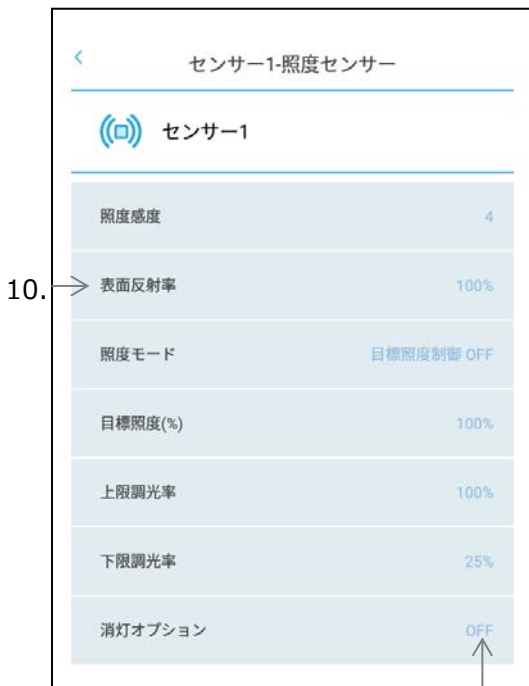 センサー1-照度センサー
センサー1
照度感度 4
10. 表面反射率 100%
照度モード 目標照度制御 OFF
目標照度(%) 100%
上限調光率 100%
下限調光率 25%
消灯オプション OFF